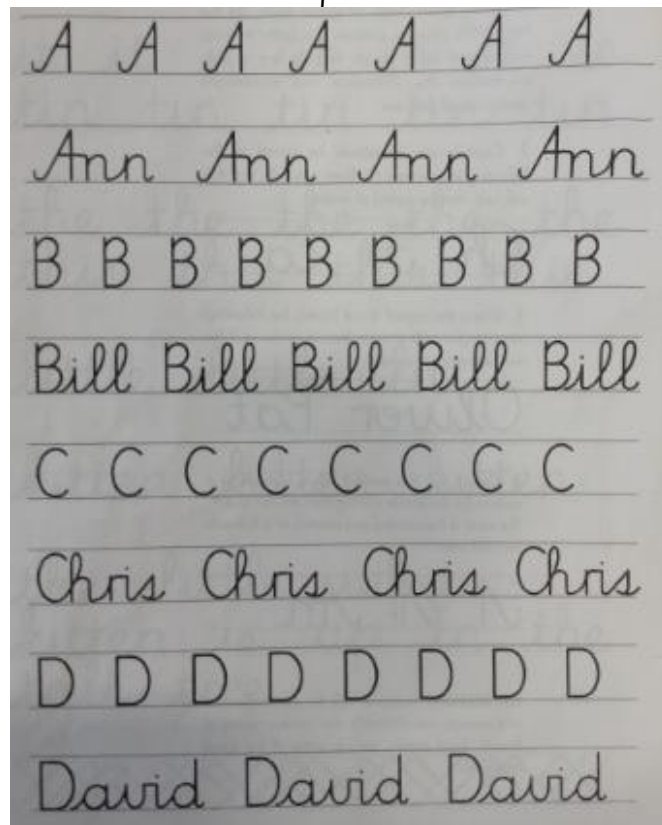 A A A A A A A
Ann Ann Ann Ann
B B B B B B B B B
Bill Bill Bill Bill Bill
C C C C C C C C
Chris Chris Chris Chris
D D D D D D D D
David David David